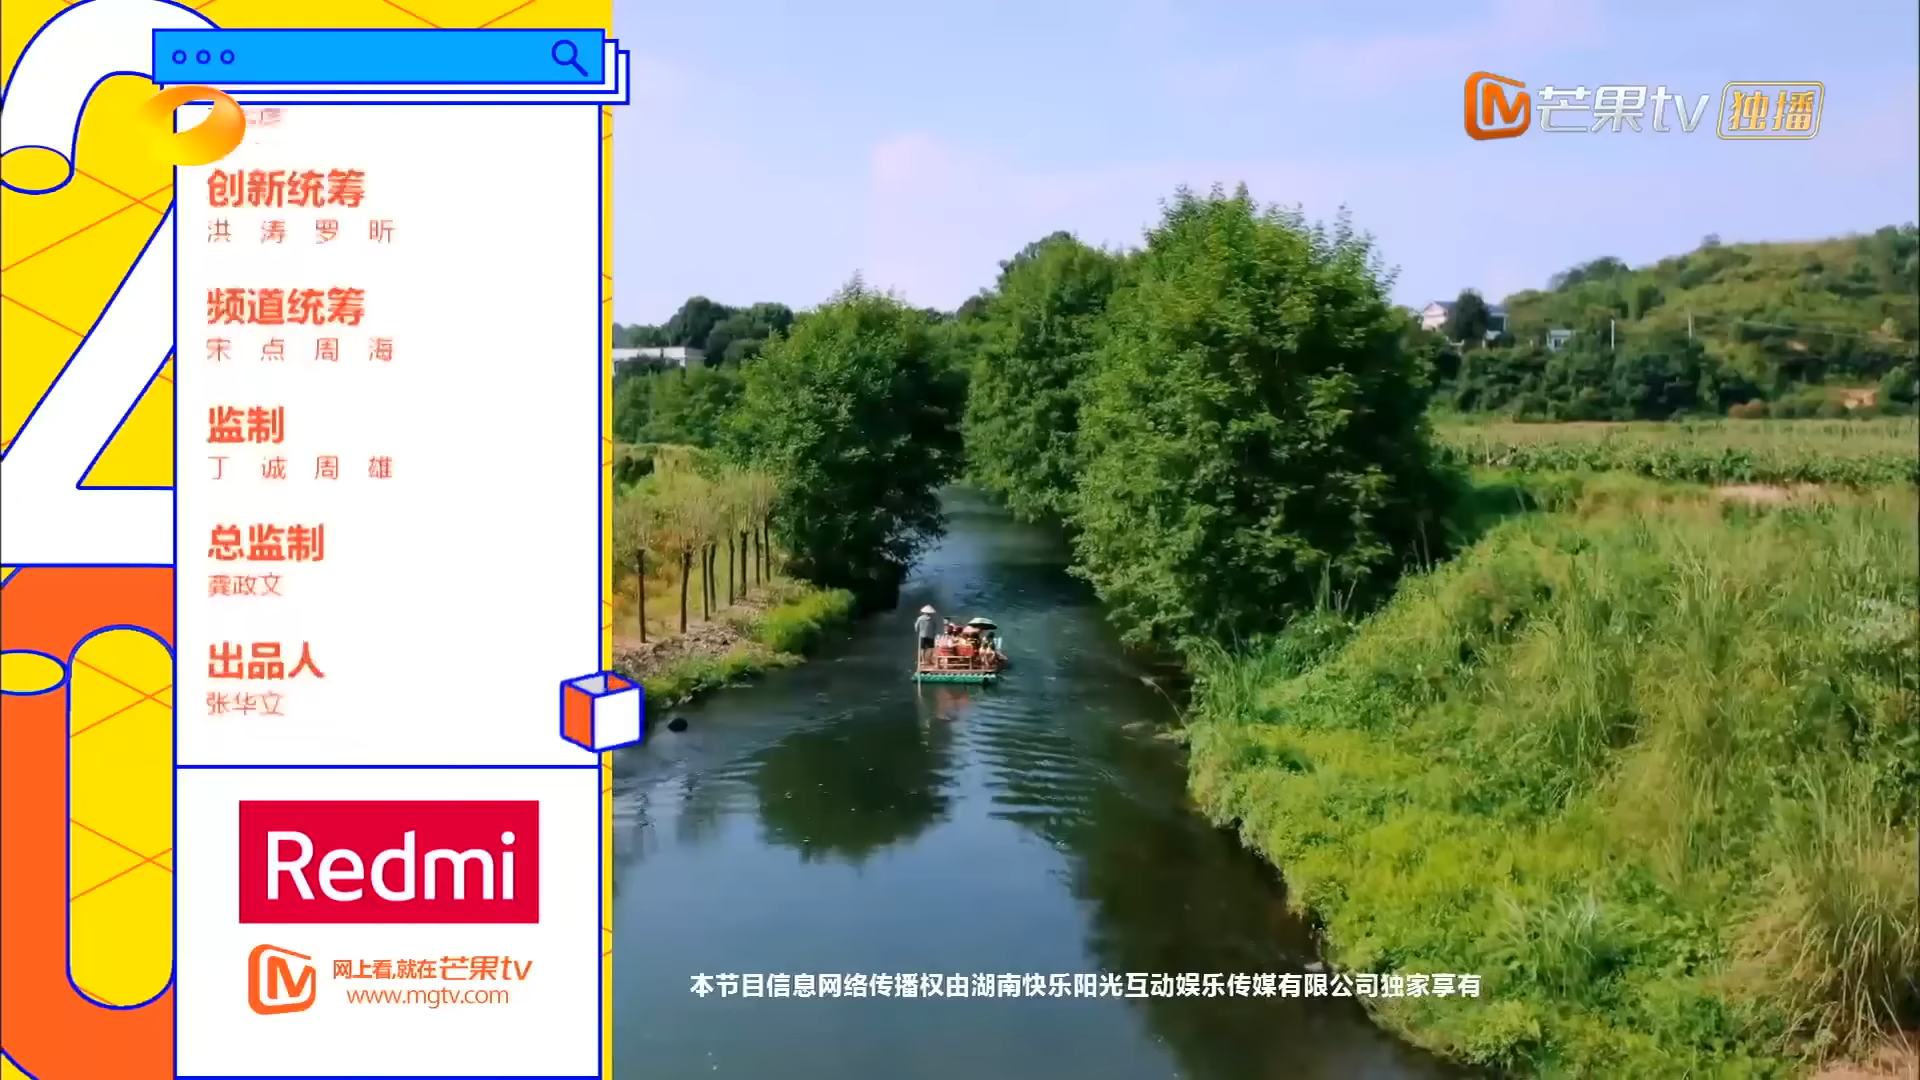 创新统筹
洪 涛 罗 昕
频道统筹
宋 点 周 海
监制
丁 诚 周 雄
总监制
龚政文
出品人
张华立
Redmi
网上看,就在芒果tv
www.mgtv.com
芒果tv 独播
本节目信息网络传播权由湖南快乐阳光互动娱乐传媒有限公司独家享有